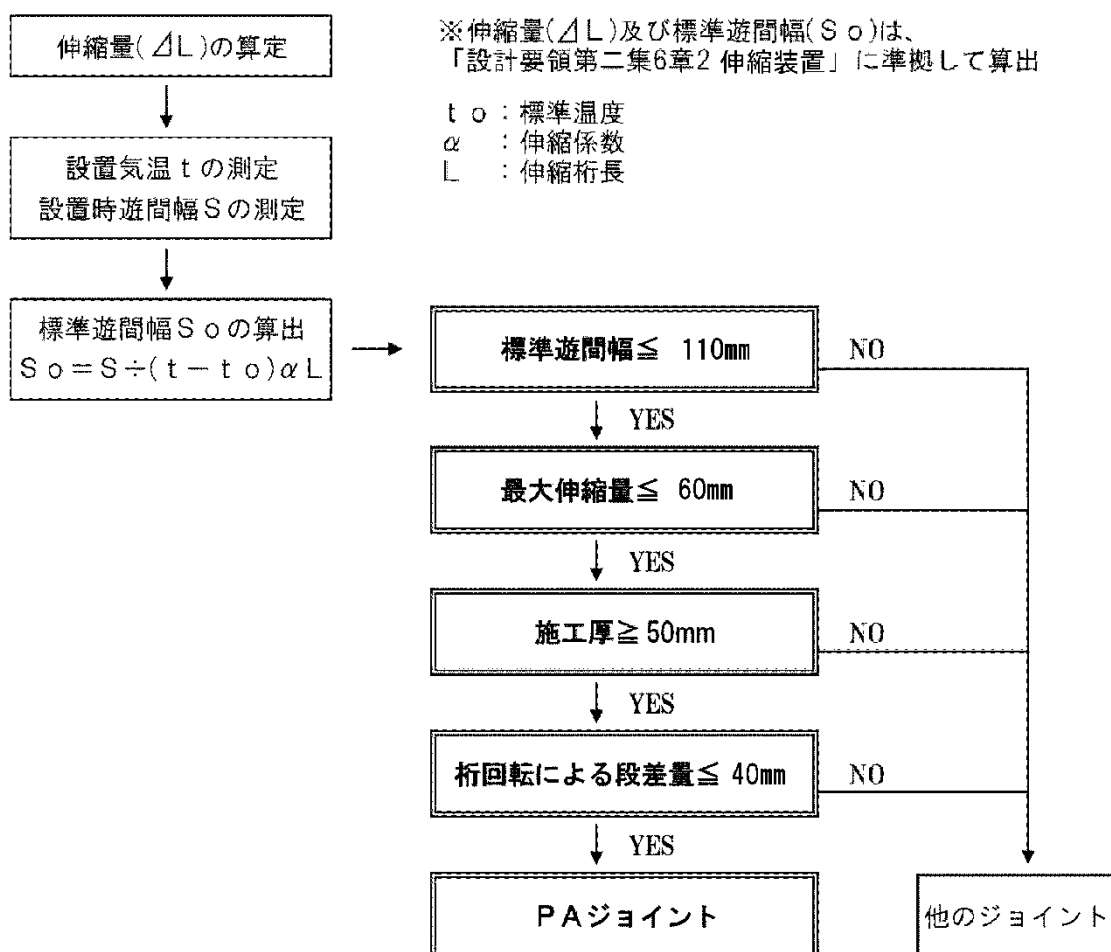 伸縮量(⊿L)の算定
※伸縮量(⊿L)及び標準遊間幅(So)は、
「設計要領第二集6章2 伸縮装置」に準拠して算出
to：標準温度
α　：伸縮係数
L　：伸縮桁長
設置気温tの測定
設置時遊間幅Sの測定
標準遊間幅Soの算出
So＝S÷(t－to)αL
標準遊間幅≦ 110mm
NO
YES
最大伸縮量≦ 60mm
NO
YES
施工厚≧50mm
NO
YES
桁回転による段差量≦ 40mm
NO
YES
PAジョイント
他のジョイント